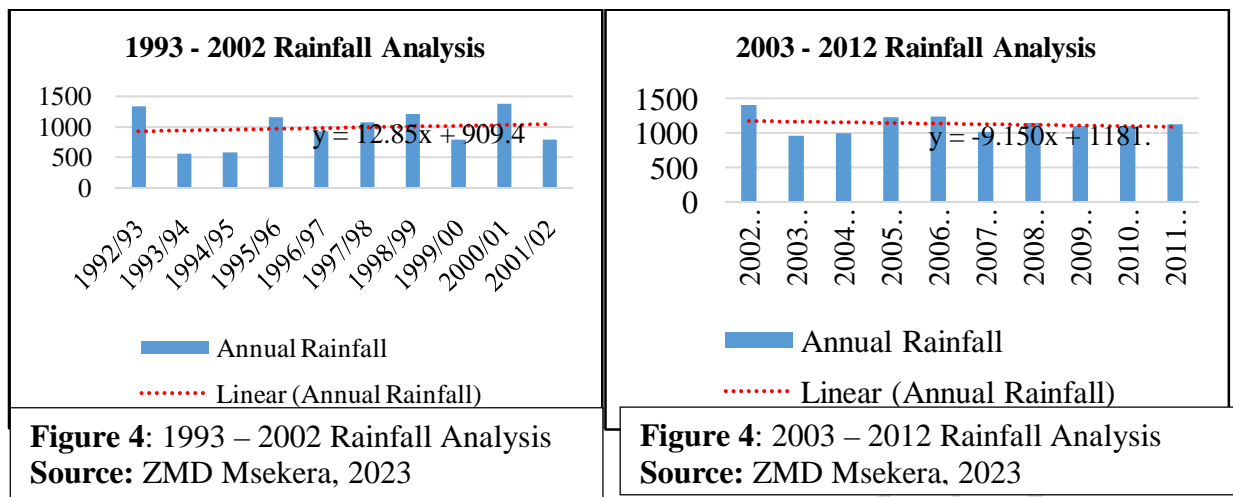 1993 - 2002 Rainfall Analysis
1500
1000
500
0
y = 12.85x + 909.4
1992/93
1993/94
1994/95
1995/96
1996/97
1997/98
1998/99
1999/00
2000/01
2001/02
Annual Rainfall
Linear (Annual Rainfall)
Figure 4: 1993 – 2002 Rainfall Analysis
Source: ZMD Msekera, 2023
2003 - 2012 Rainfall Analysis
1500
1000
500
0
y = -9.150x + 1181.
2002..
2003..
2004..
2005..
2006..
2007..
2008..
2009..
2010..
2011..
Annual Rainfall
Linear (Annual Rainfall)
Figure 4: 2003 – 2012 Rainfall Analysis
Source: ZMD Msekera, 2023